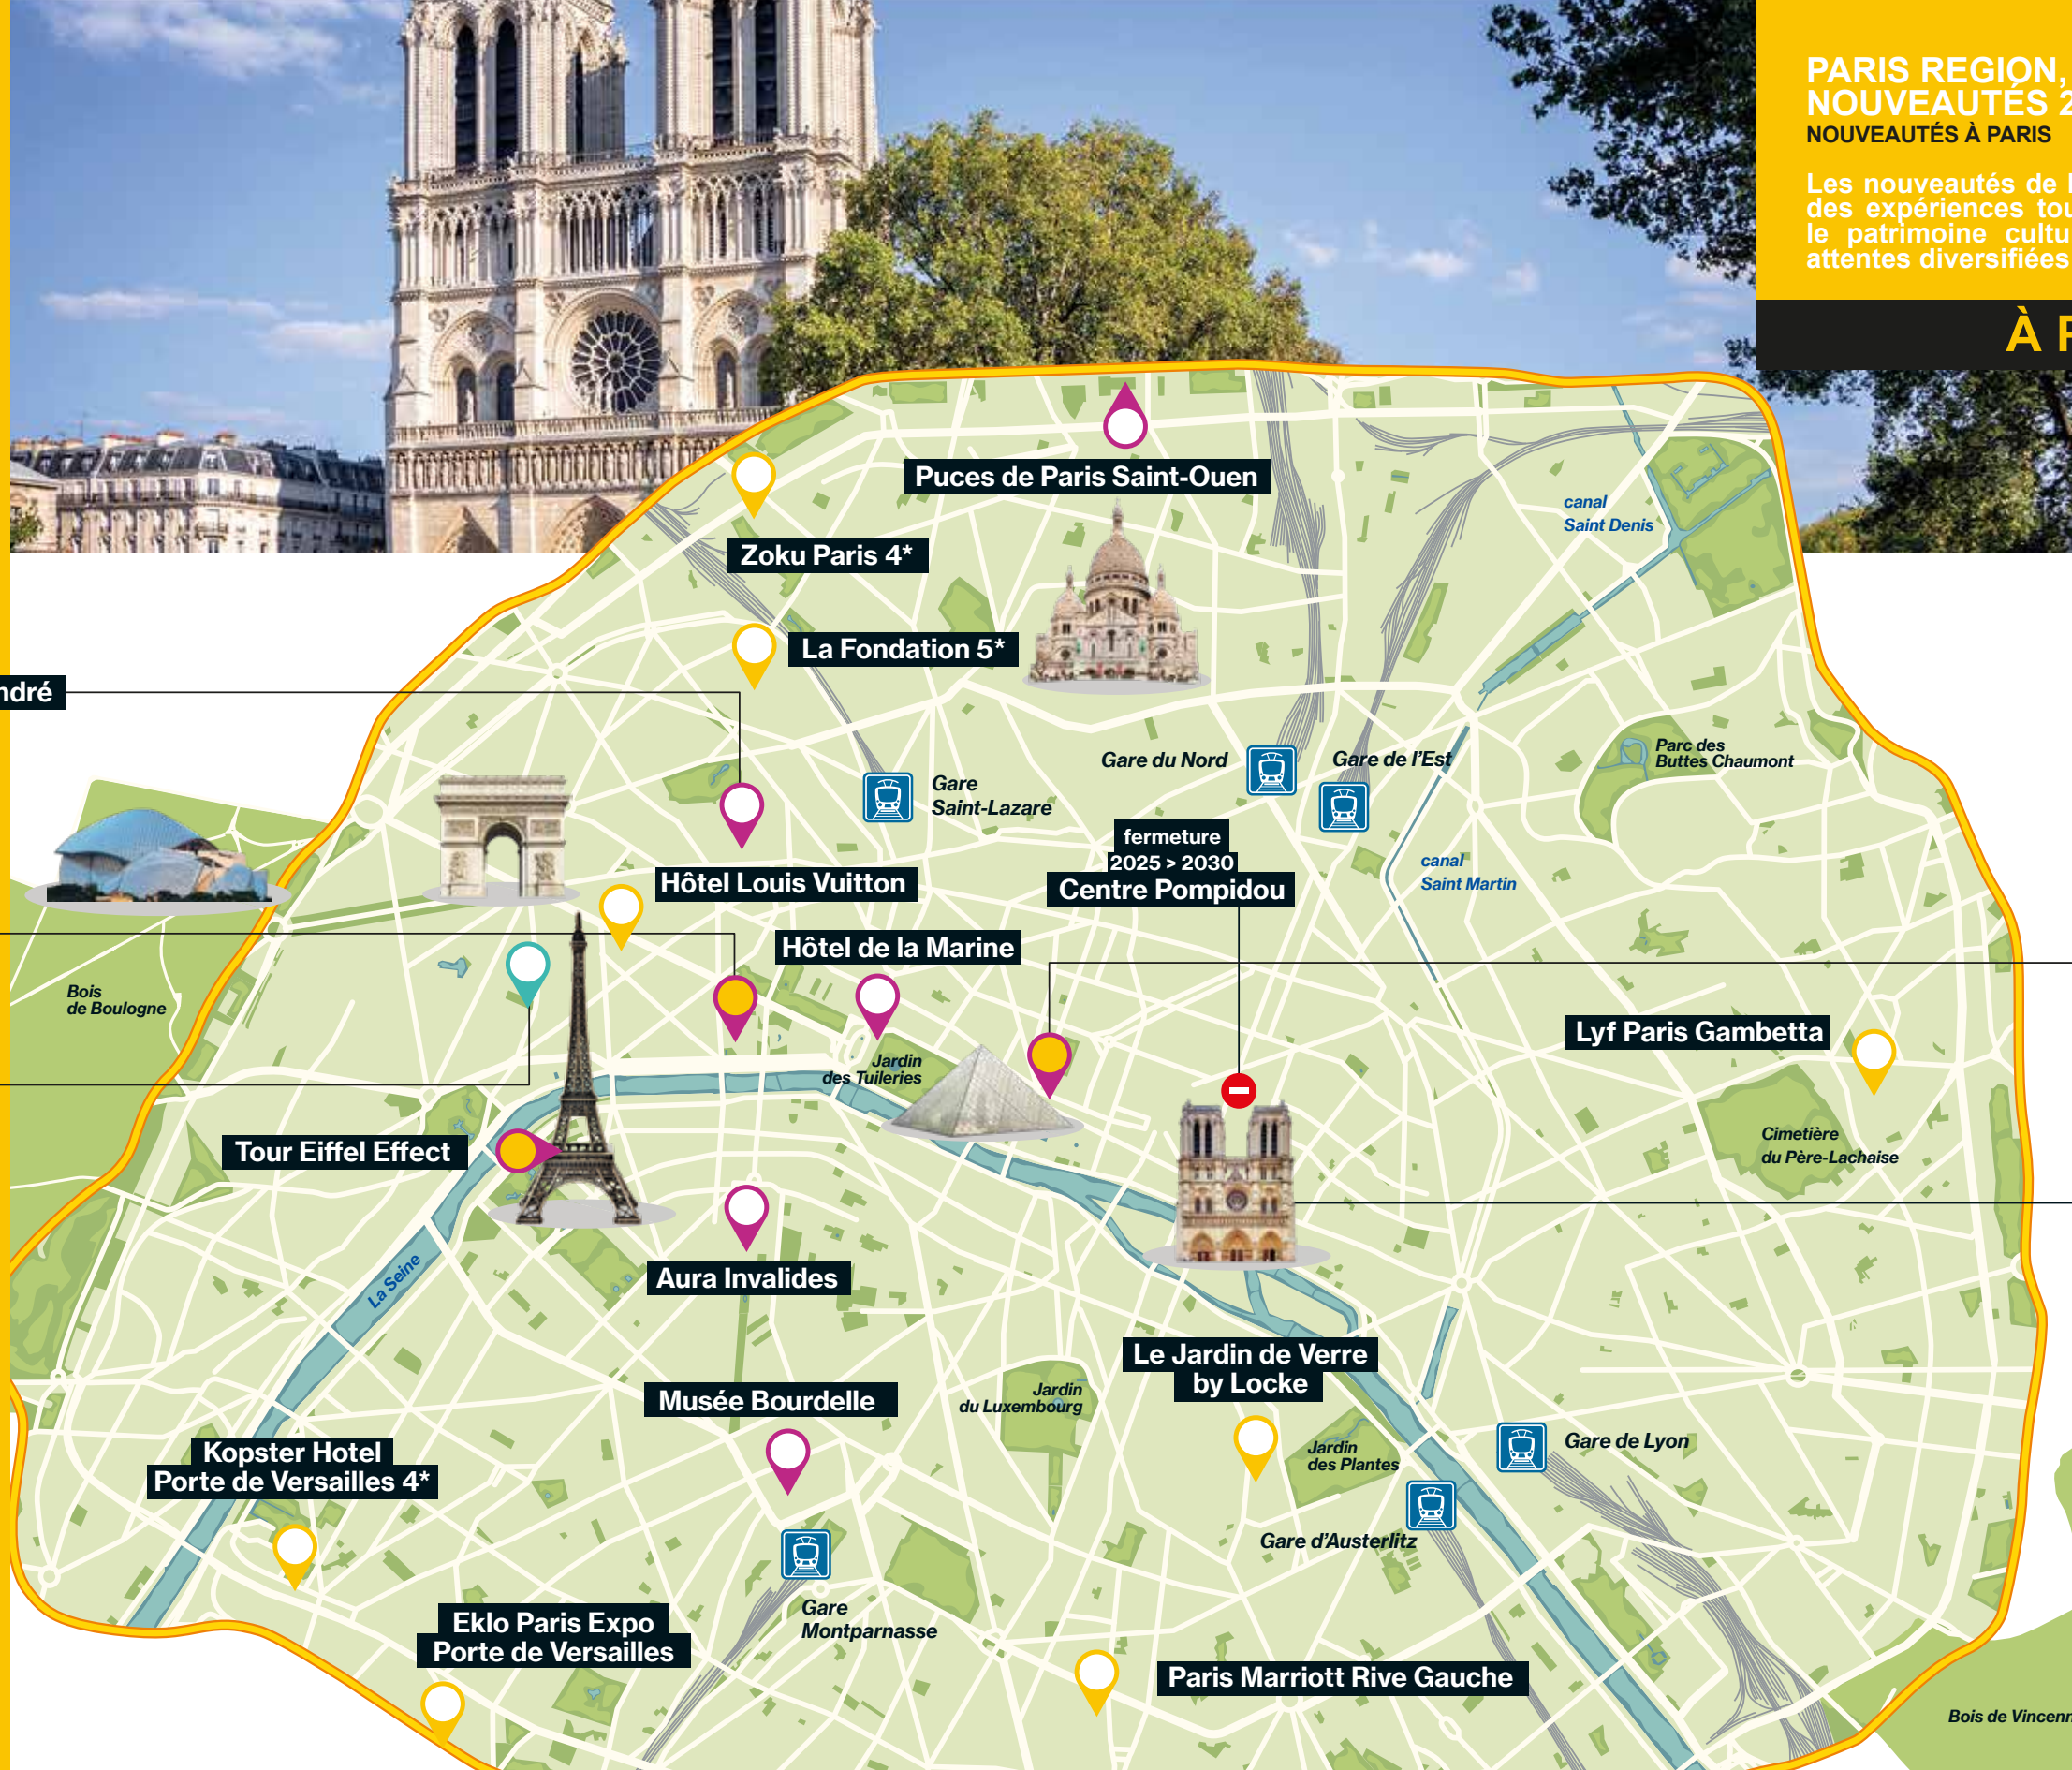 PARIS REGION,
NOUVEAUTÉS 2
NOUVEAUTÉS À PARIS
Les nouveautés de
des expériences tou
le patrimoine cultu
attentes diversifiées
À P
Puces de Paris Saint-Ouen
canal
Saint Denis
Zoku Paris 4*
La Fondation 5*
ndré
Gare du Nord
Gare de l'Est
Parc des
Buttes Chaumont
Gare
Saint-Lazare
fermeture
2025 > 2030
Centre Pompidou
canal
Saint Martin
Hôtel Louis Vuitton
Hôtel de la Marine
Bois
de Boulogne
Lyf Paris Gambetta
Jardin
des Tuileries
Tour Eiffel Effect
Cimetière
du Père-Lachaise
Aura Invalides
La Seine
Le Jardin de Verre
by Locke
Musée Bourdelle
Jardin
du Luxembourg
Kopster Hotel
Porte de Versailles 4*
Jardin
des Plantes
Gare de Lyon
Gare d'Austerlitz
Gare
Montparnasse
Eklo Paris Expo
Porte de Versailles
Paris Marriott Rive Gauche
Bois de Vincenn